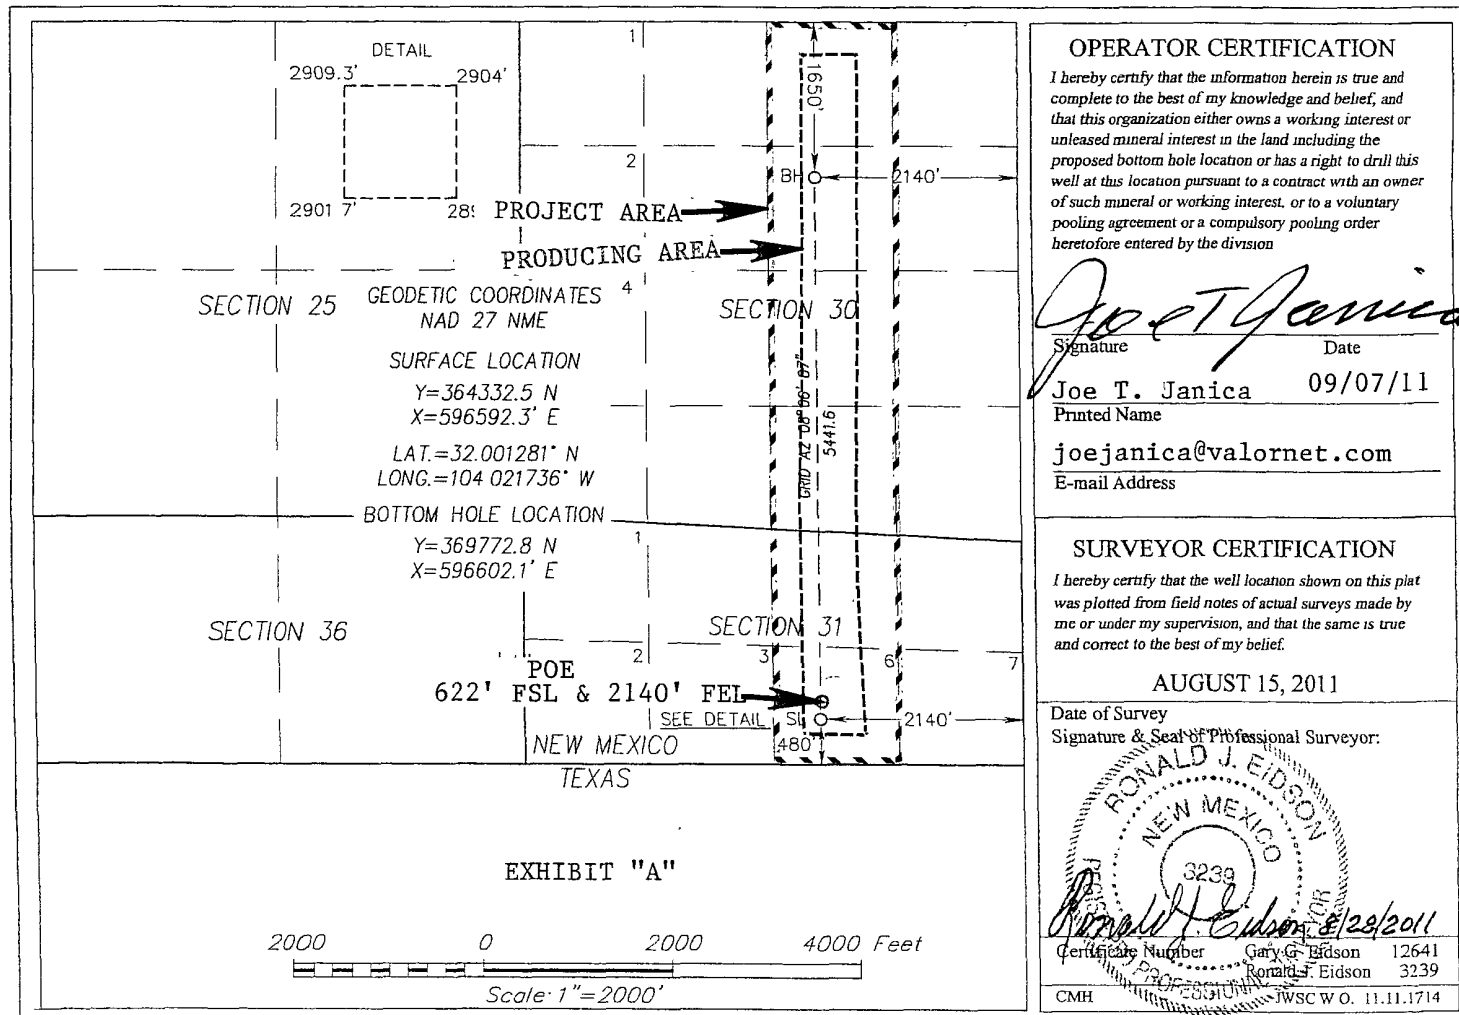 DETAIL
2909.3' 2904'
2901 7' 28
PROJECT AREA
PRODUCING AREA
1
2
4
1650'
BH 2140'
SECTION 25
SECTION 30
GEODETIC COORDINATES
NAD 27 NME
SURFACE LOCATION
Y=364332.5 N
X=596592.3' E
LAT.=32.001281° N
LONG.=104 021736° W
BOTTOM HOLE LOCATION
Y=369772.8 N
X=596602.1' E
GRID AZ 5441.6
1
SECTION 36
SECTION 31
2 3 6 7
POE
622' FSL & 2140' FEL
SEE DETAIL SL 2140'
480'
NEW MEXICO
TEXAS
EXHIBIT "A"
2000 0 2000 4000 Feet
Scale: 1"=2000'
OPERATOR CERTIFICATION
I hereby certify that the information herein is true and
complete to the best of my knowledge and belief, and
that this organization either owns a working interest or
unleased mineral interest in the land including the
proposed bottom hole location or has a right to drill this
well at this location pursuant to a contract with an owner
of such mineral or working interest, or to a voluntary
pooling agreement or a compulsory pooling order
heretofore entered by the division
Joe T Janica
Signature Date
Joe T. Janica 09/07/11
Printed Name
joejanica@valornet.com
E-mail Address
SURVEYOR CERTIFICATION
I hereby certify that the well location shown on this plat
was plotted from field notes of actual surveys made by
me or under my supervision, and that the same is true
and correct to the best of my belief.
AUGUST 15, 2011
Date of Survey
Signature & Seal of Professional Surveyor:
RONALD J. EIDSON
NEW MEXICO
3239
REGISTERED PROFESSIONAL SURVEYOR
Ronald J. Eidson 8/28/2011
Certificate Number Gary G. Eidson 12641
Ronald J. Eidson 3239
CMH JWSC W O. 11.11.1714